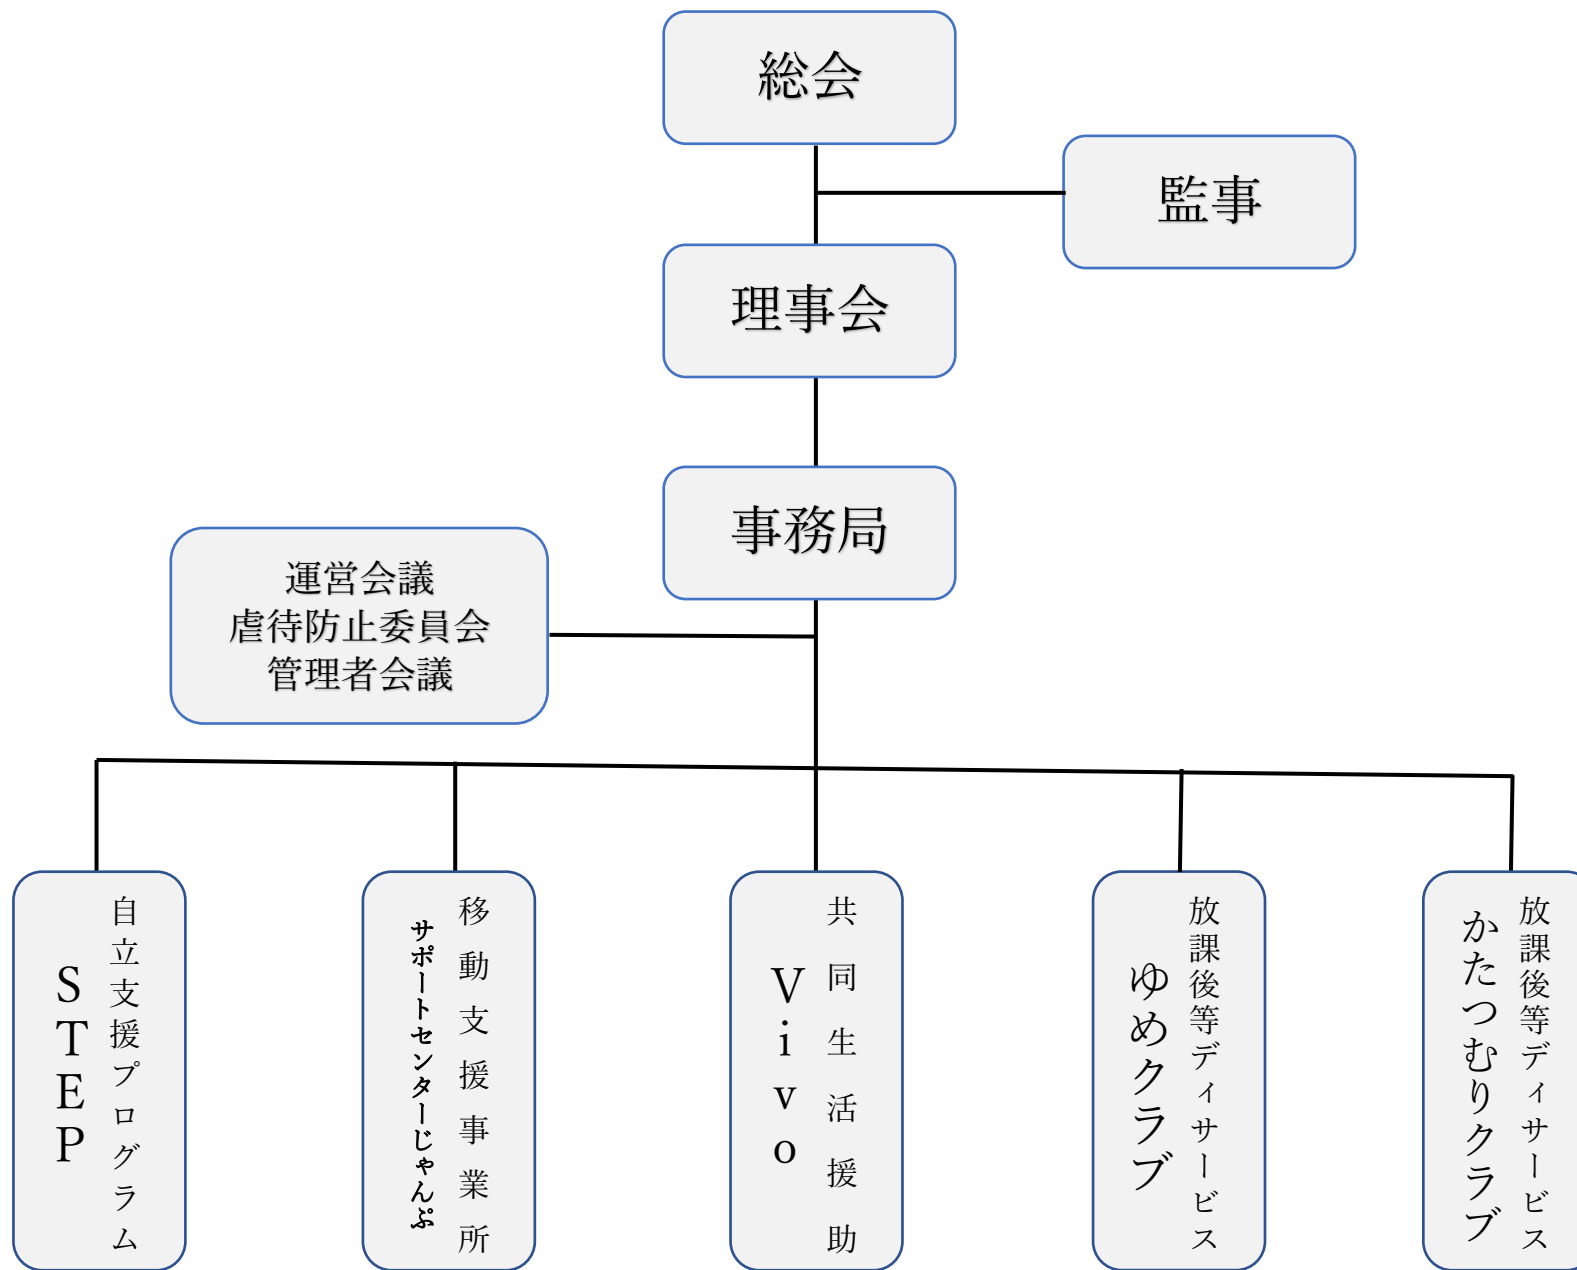 総会
監事
理事会
事務局
運営会議
虐待防止委員会
管理者会議
自立支援プログラム
STEP
移動支援事業所
サポートセンターじゃんぷ
共同生活援助
Vivo
放課後等ディサービス
ゆめクラブ
放課後等ディサービス
かたつむりクラブ